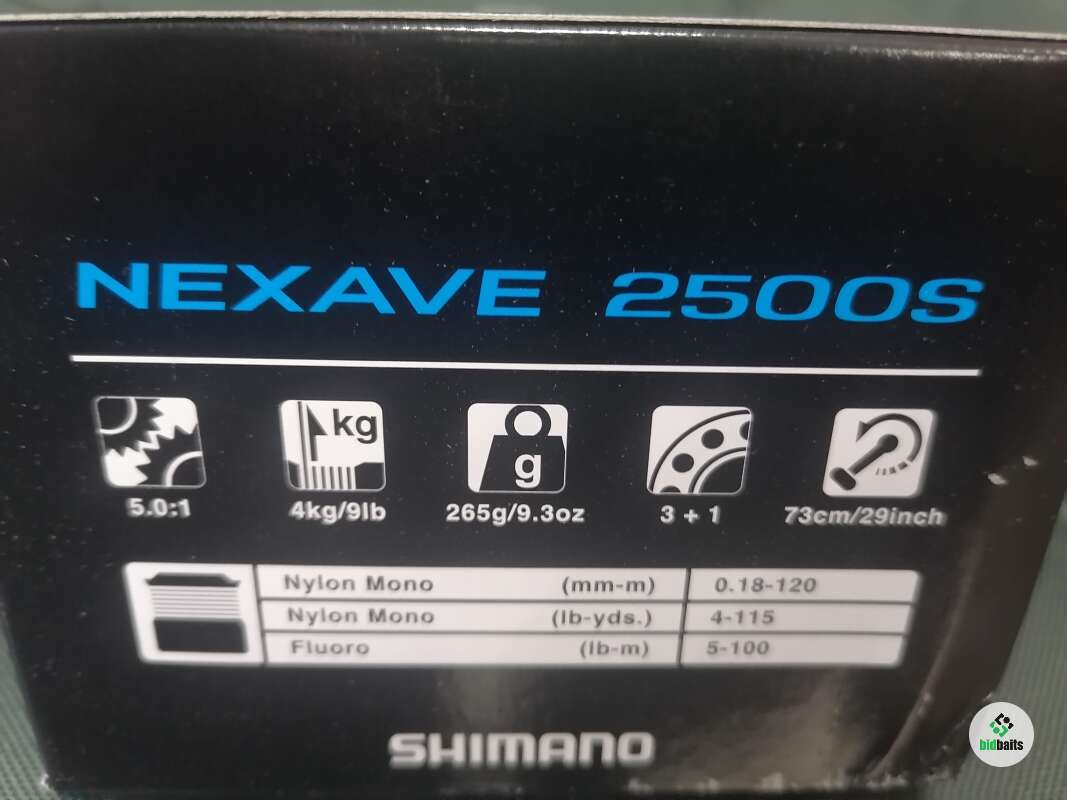 NEXAVE 2500S
kg
g
5.0:1 4kg/9lb 265g/9.3oz 3 + 1 73cm/29inch
Nylon Mono (mm-m) 0.18-120
Nylon Mono (lb-yds.) 4-115
Fluoro (lb-m) 5-100
SHIMANO
bidbaits